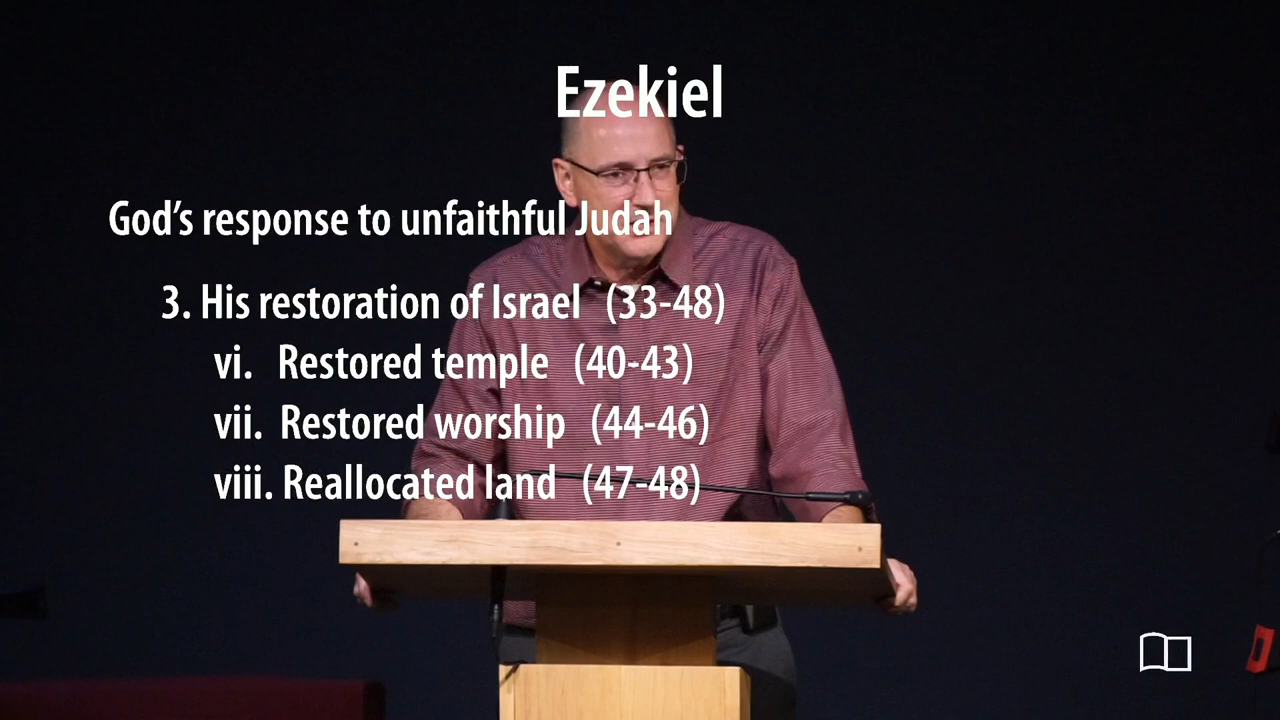 Ezekiel
God’s response to unfaithful Judah
3. His restoration of Israel (33-48)
vi. Restored temple (40-43)
vii. Restored worship (44-46)
viii. Reallocated land (47-48)